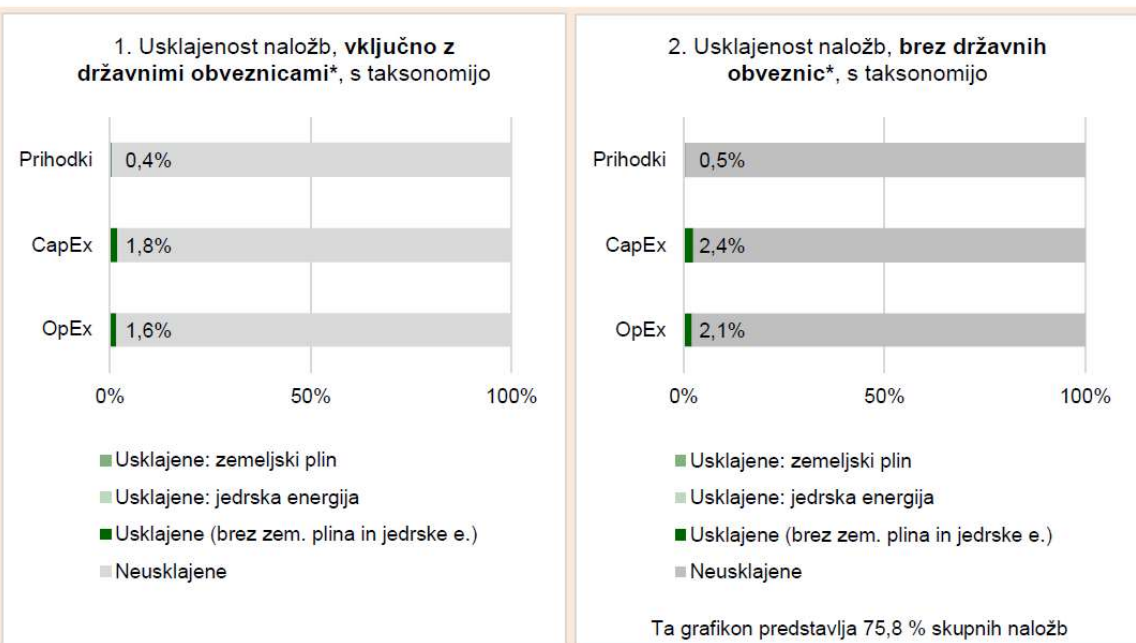 1. Usklajenost naložb, vključno z
državnimi obveznicami*, s taksonomijo
Prihodki
0,4%
CapEx
1,8%
OpEx
1,6%
0%
50%
100%
Usklajene: zemeljski plin
Usklajene: jedrska energija
Usklajene (brez zem. plina in jedrske e.)
Neusklajene
2. Usklajenost naložb, brez državnih
obveznic*, s taksonomijo
Prihodki
0,5%
CapEx
2,4%
OpEx
2,1%
0%
50%
100%
Usklajene: zemeljski plin
Usklajene: jedrska energija
Usklajene (brez zem. plina in jedrske e.)
Neusklajene
Ta grafikon predstavlja 75,8 % skupnih naložb